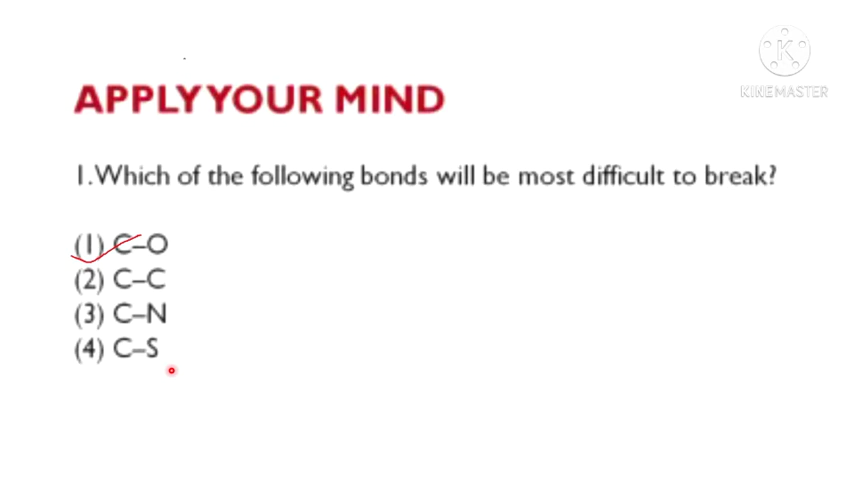 KINEMASTER
APPLY YOUR MIND
1. Which of the following bonds will be most difficult to break?
(1) C–O
(2) C–C
(3) C–N
(4) C–S